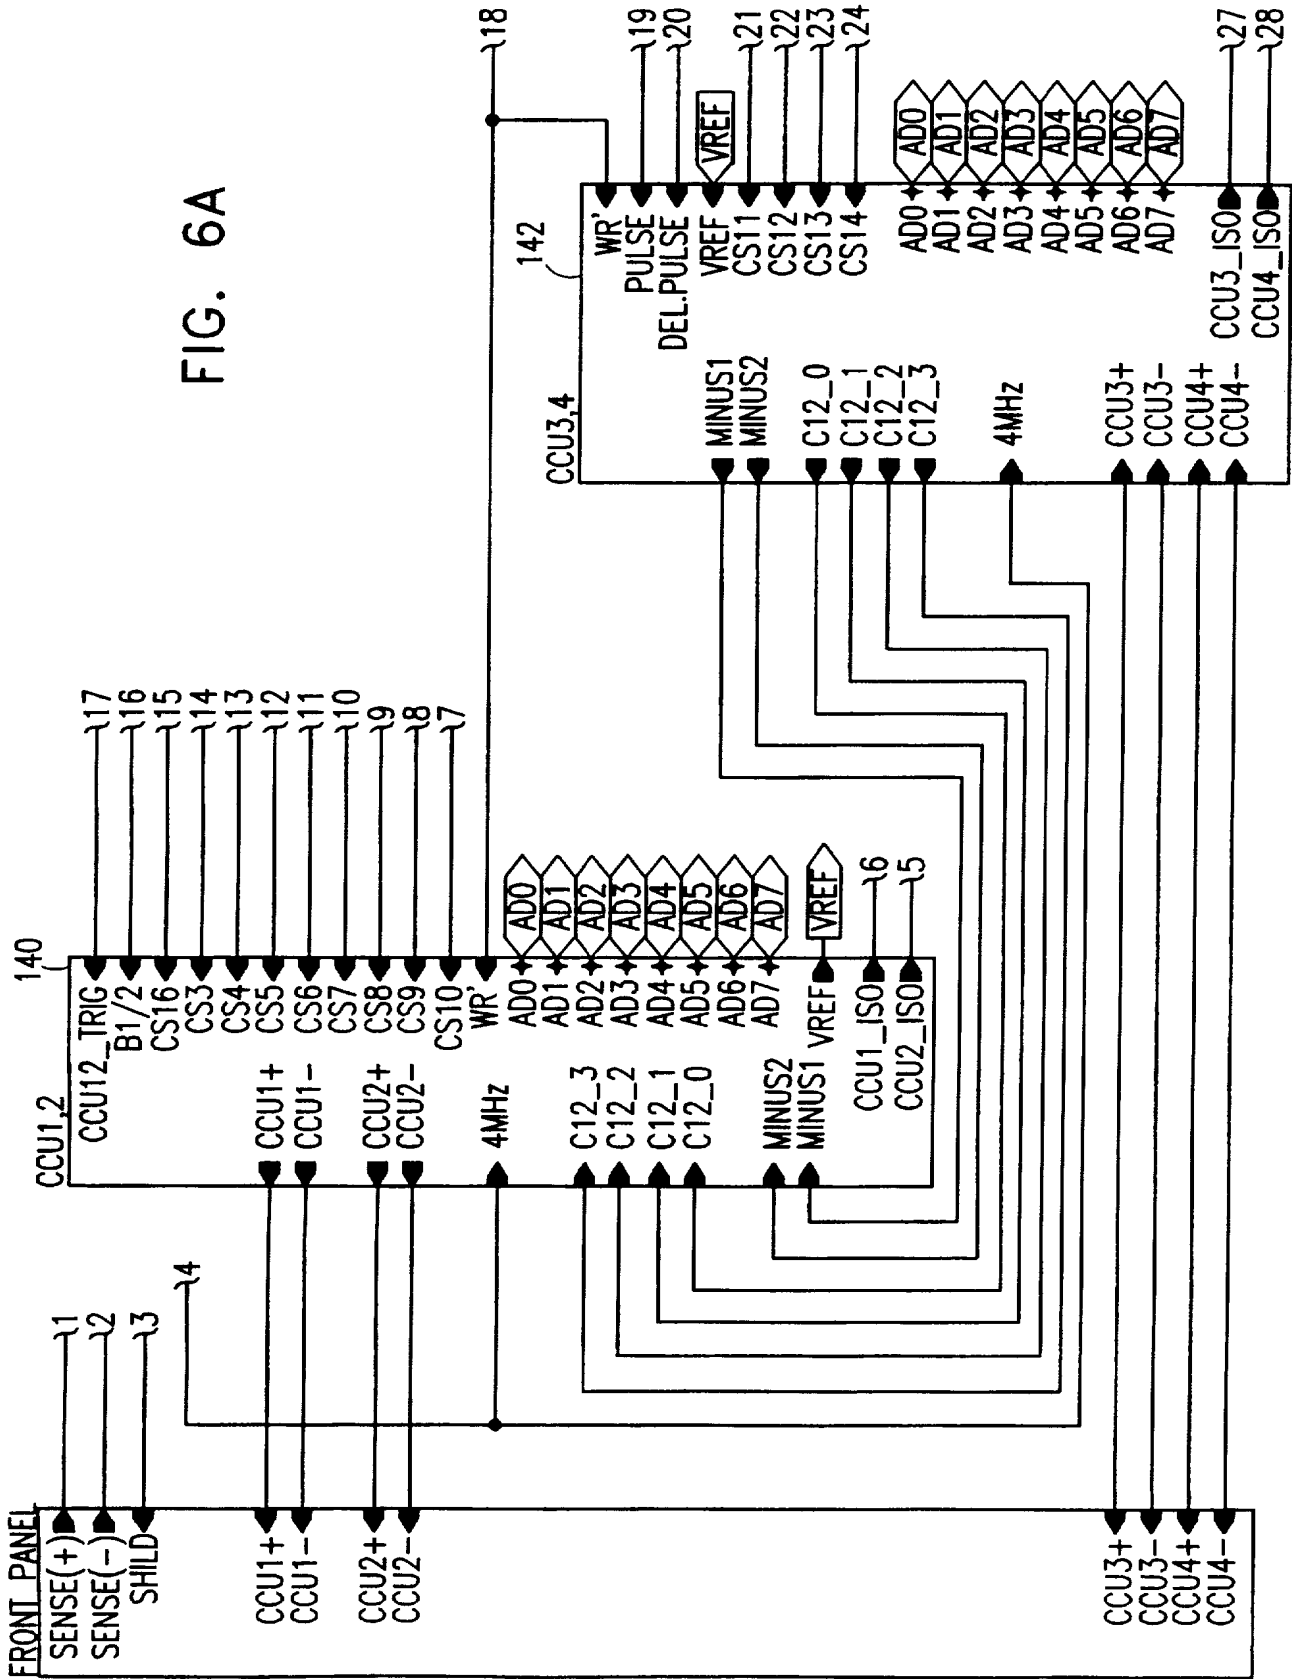 FIG. 6A
FRONT PANEL
SENSE(+)
SENSE(-)
SHILD
CCU1+
CCU1-
CCU2+
CCU2-
CCU3+
CCU3-
CCU4+
CCU4-
1
2
3
4
140
CCU1,2
CCU12_TRIG
B1/2
CS16
CS3
CS4
CS5
CS6
CS7
CS8
CS9
CS10
WR'
AD0
AD1
AD2
AD3
AD4
AD5
AD6
AD7
VREF
CCU1_ISO
CCU2_ISO
CCU1+
CCU1-
CCU2+
CCU2-
4MHz
C12_3
C12_2
C12_1
C12_0
MINUS2
MINUS1
17
16
15
14
13
12
11
10
9
8
7
AD0
AD1
AD2
AD3
AD4
AD5
AD6
AD7
VREF
6
5
142
CCU3,4
WR'
PULSE
DEL.PULSE
VREF
CS11
CS12
CS13
CS14
AD0
AD1
AD2
AD3
AD4
AD5
AD6
AD7
CCU3_ISO
CCU4_ISO
MINUS1
MINUS2
C12_0
C12_1
C12_2
C12_3
4MHz
CCU3+
CCU3-
CCU4+
CCU4-
18
19
20
VREF
21
22
23
24
AD0
AD1
AD2
AD3
AD4
AD5
AD6
AD7
27
28